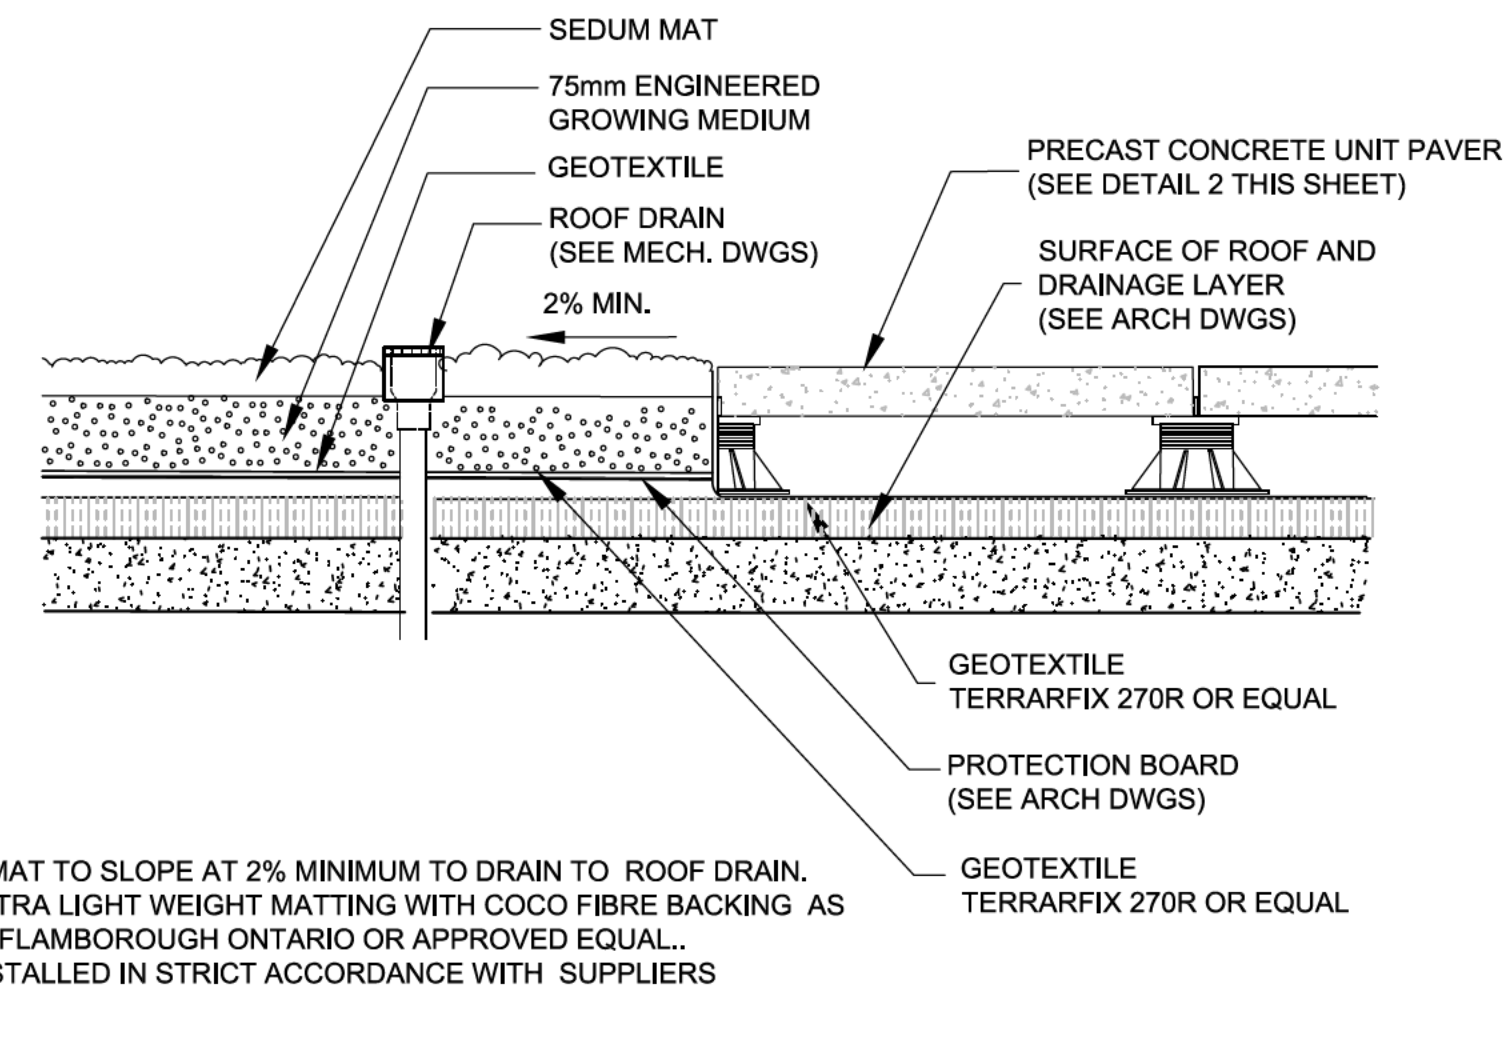 SEDUM MAT
75mm ENGINEERED
GROWING MEDIUM
GEOTEXTILE
ROOF DRAIN
(SEE MECH. DWGS)
2% MIN.
PRECAST CONCRETE UNIT PAVER
(SEE DETAIL 2 THIS SHEET)
SURFACE OF ROOF AND
DRAINAGE LAYER
(SEE ARCH DWGS)
GEOTEXTILE
TERRARFIX 270R OR EQUAL
PROTECTION BOARD
(SEE ARCH DWGS)
GEOTEXTILE
TERRARFIX 270R OR EQUAL
MAT TO SLOPE AT 2% MINIMUM TO DRAIN TO ROOF DRAIN.
TRA LIGHT WEIGHT MATTING WITH COCO FIBRE BACKING AS
FLAMBOROUGH ONTARIO OR APPROVED EQUAL..
STALLED IN STRICT ACCORDANCE WITH SUPPLIERS